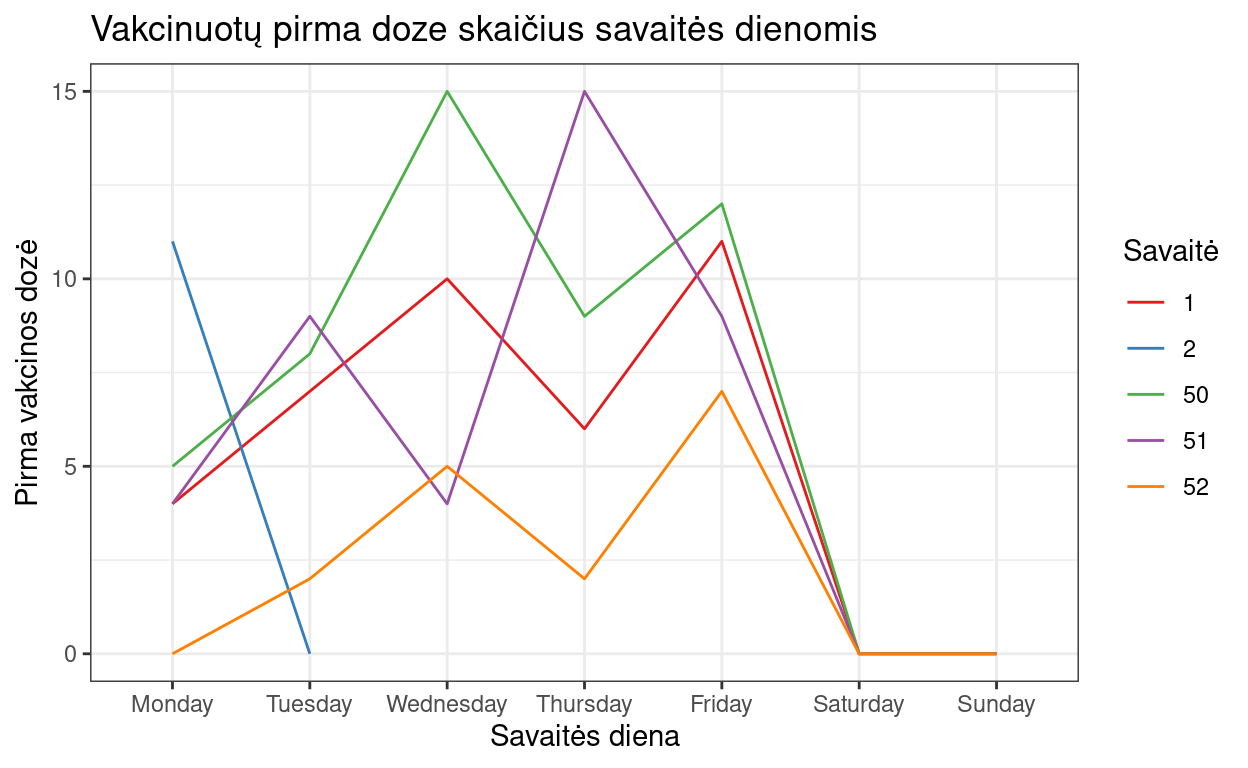 Vakcinuotų pirma doze skaičius savaitės dienomis
Pirma vakcinos dozė
15
10
5
0
Monday Tuesday Wednesday Thursday Friday Saturday Sunday
Savaitės diena
Savaitė
1
2
50
51
52